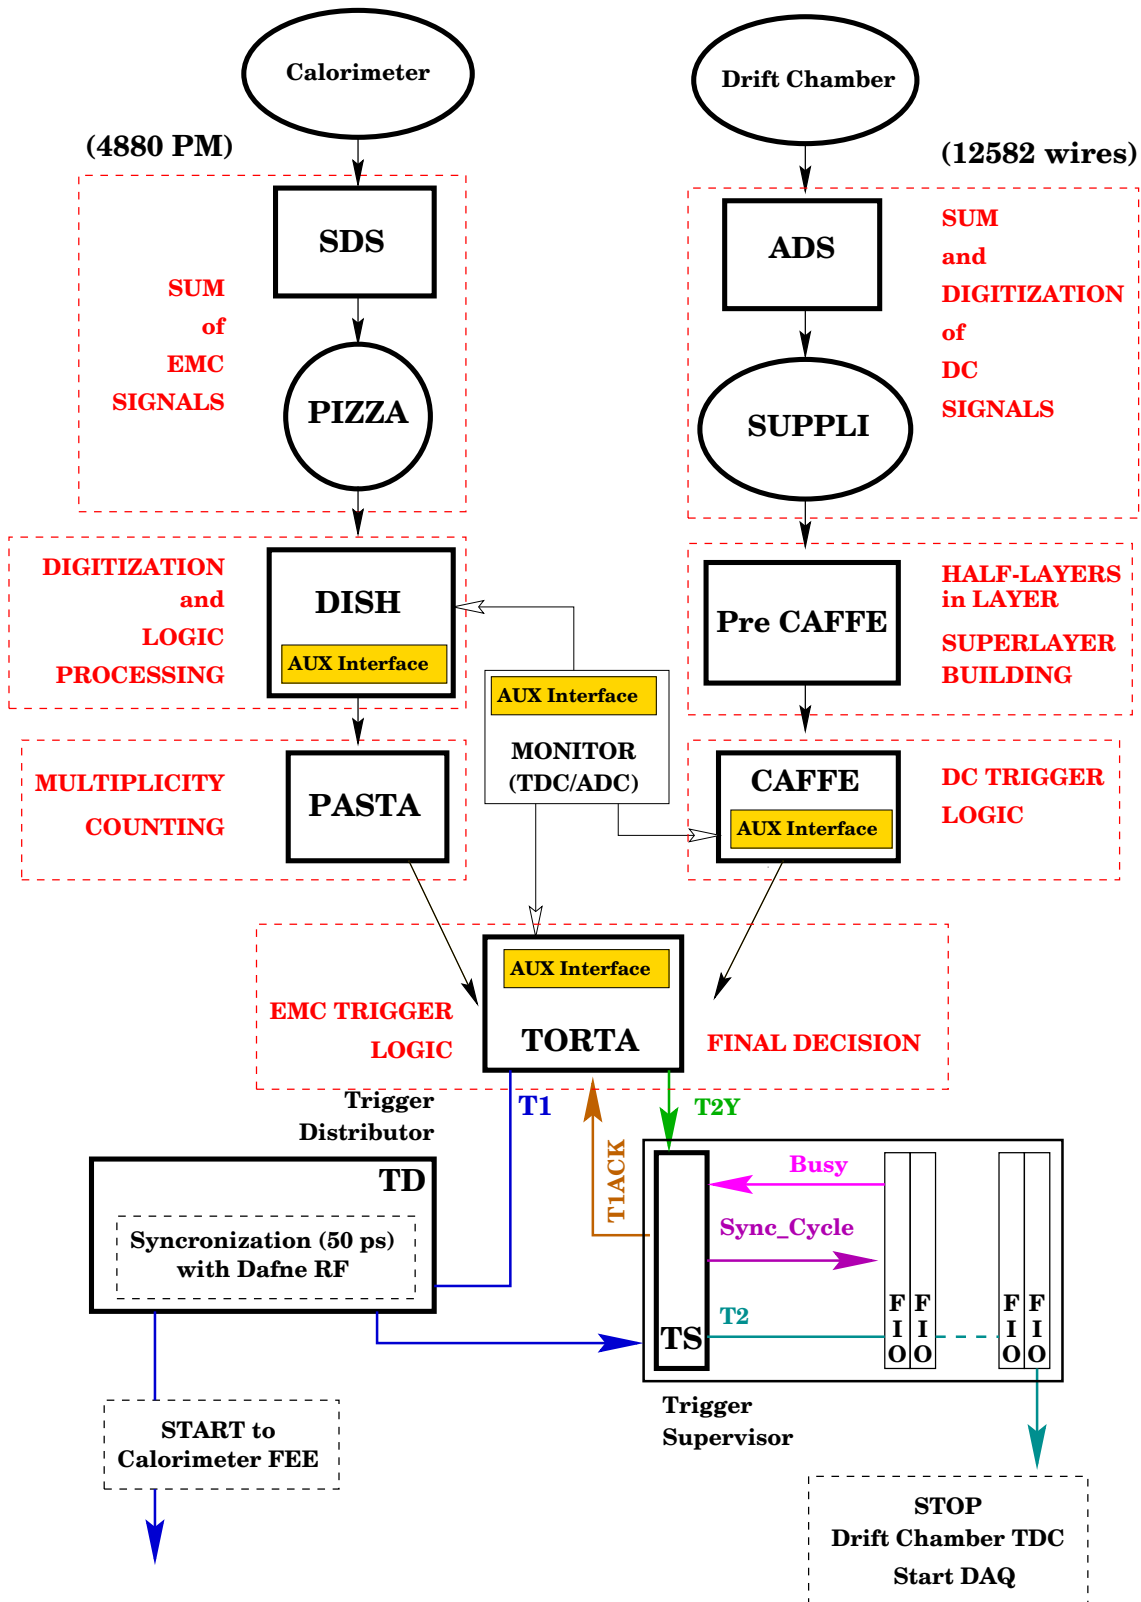 Calorimeter
Drift Chamber
(4880 PM)
(12582 wires)
SDS
SUM
of
EMC
SIGNALS
PIZZA
ADS
SUM
and
DIGITIZATION
of
DC
SIGNALS
SUPPLI
DIGITIZATION
and
LOGIC
PROCESSING
DISH
AUX Interface
Pre CAFFE
HALF-LAYERS
in LAYER
SUPERLAYER
BUILDING
AUX Interface
MONITOR
(TDC/ADC)
MULTIPLICITY
COUNTING
PASTA
CAFFE
AUX Interface
DC TRIGGER
LOGIC
AUX Interface
TORTA
EMC TRIGGER
LOGIC
FINAL DECISION
Trigger
Distributor
T1
T1ACK
T2Y
TD
Syncronization (50 ps)
with Dafne RF
Busy
Sync_Cycle
T2
TS
FIO
FIO
FIO
FIO
Trigger
Supervisor
START to
Calorimeter FEE
STOP
Drift Chamber TDC
Start DAQ